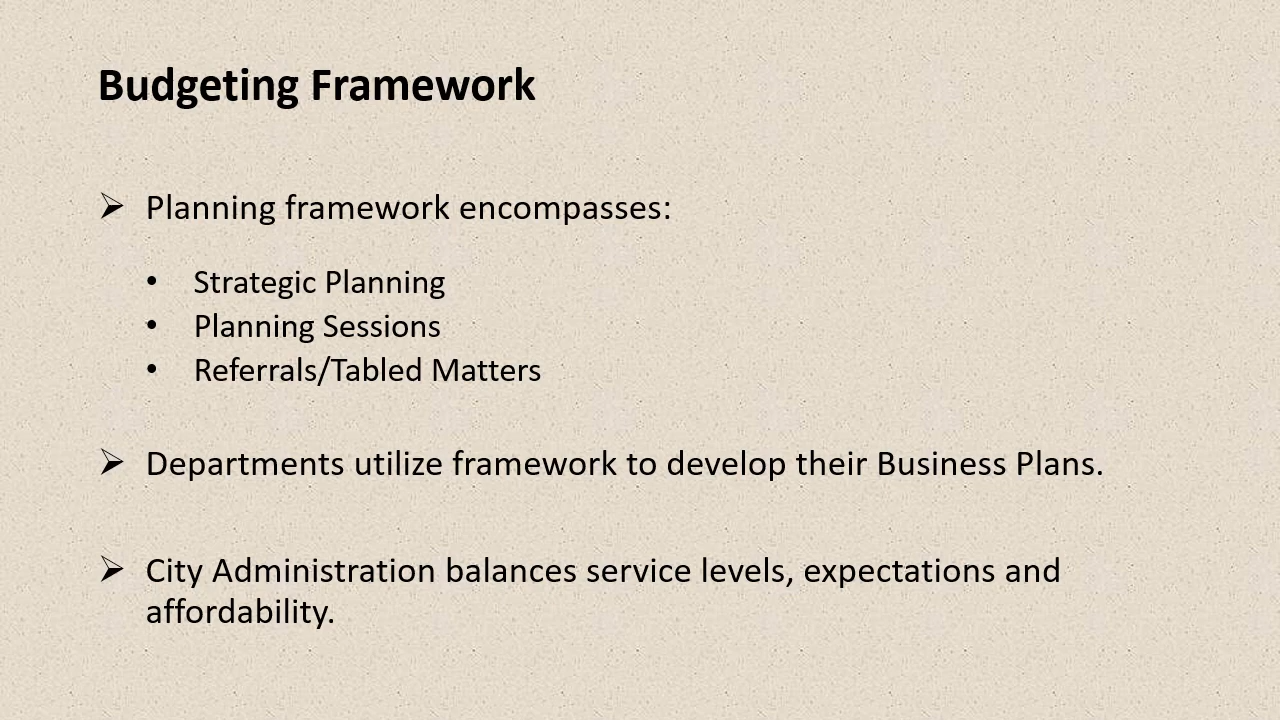 Budgeting Framework
➢ Planning framework encompasses:
• Strategic Planning
• Planning Sessions
• Referrals/Tabled Matters
➢ Departments utilize framework to develop their Business Plans.
➢ City Administration balances service levels, expectations and
affordability.